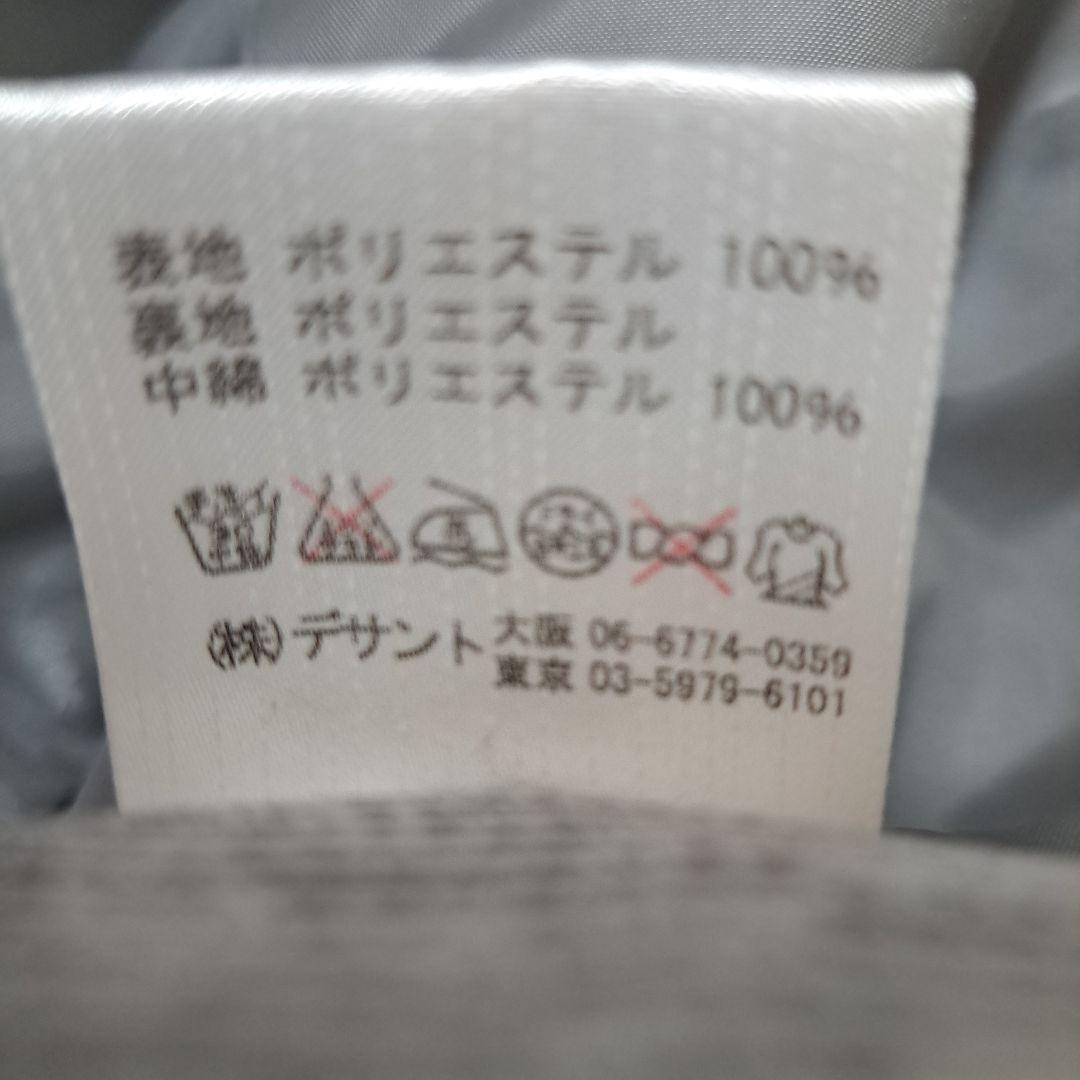 表地 ポリエステル 100%
裏地 ポリエステル
中綿 ポリエステル 100%
(株)デサント 大阪 06-6774-0359
東京 03-5979-6101